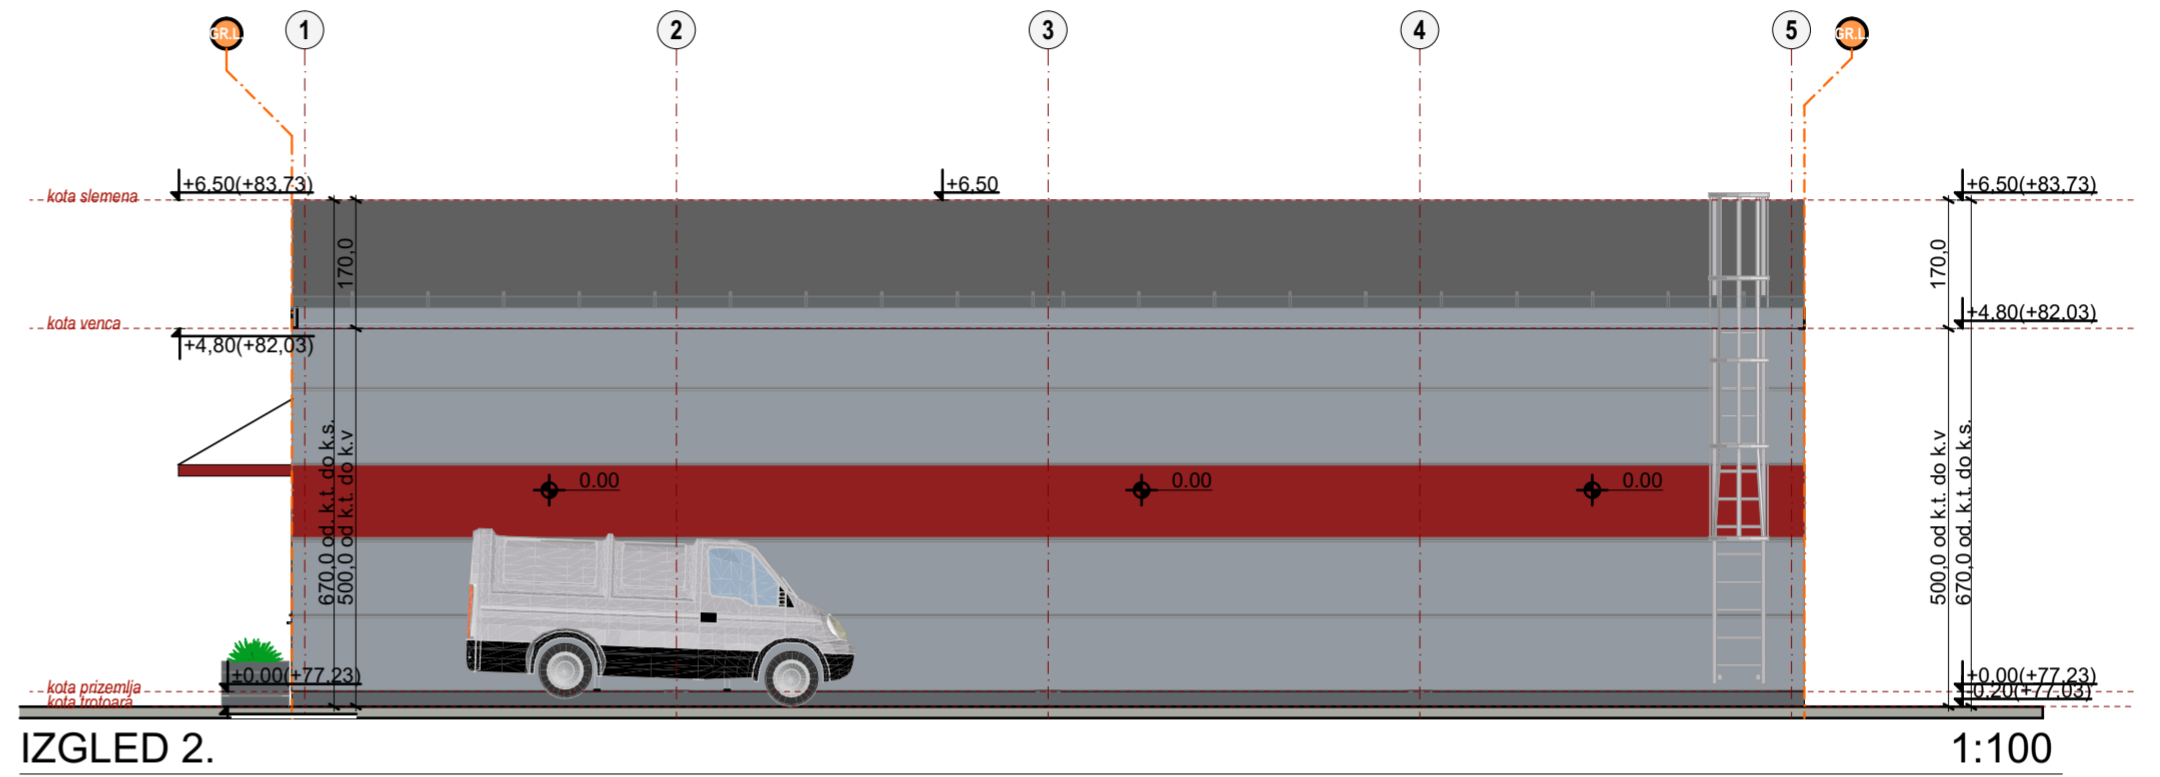 GR.L. 1 2 3 4 5 GR.L.
kota slemena +6,50(+83,73) +6,50 +6,50(+83,73)
170,0 170,0
kota venca +4,80(+82,03)
+4,80(+82,03)
670,0 od. k.t. do k.s.
500,0 od k.t. do k.v
0.00 0.00 0.00
500,0 od k.t. do k.v
670,0 od. k.t. do k.s.
kota prizemlja ±0,00(+77,23) ±0,00(+77,23)
kota trotoara 0,20(+77,03)
IZGLED 2. 1:100